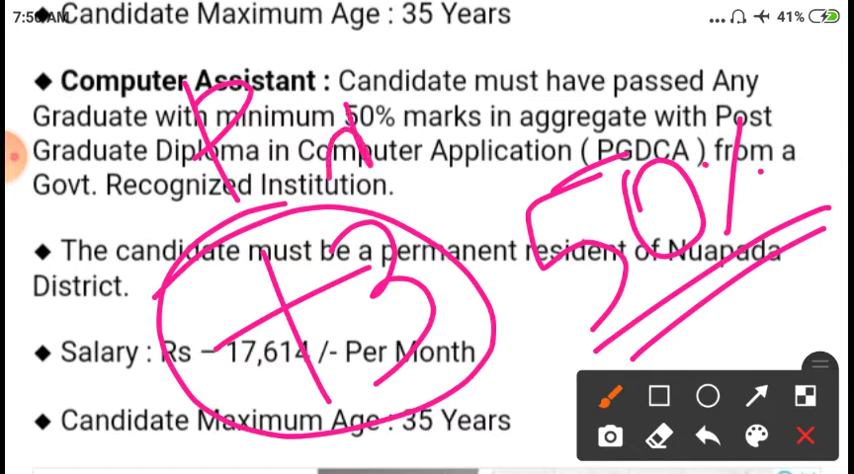 7:50 AM
... 41%
◆ Candidate Maximum Age : 35 Years
◆ Computer Assistant : Candidate must have passed Any
Graduate with minimum 50% marks in aggregate with Post
Graduate Diploma in Computer Application ( PGDCA ) from a
Govt. Recognized Institution.
◆ The candidate must be a permanent resident of Nuapada
District.
◆ Salary : Rs – 17,614 /- Per Month
◆ Candidate Maximum Age : 35 Years
+3
50%